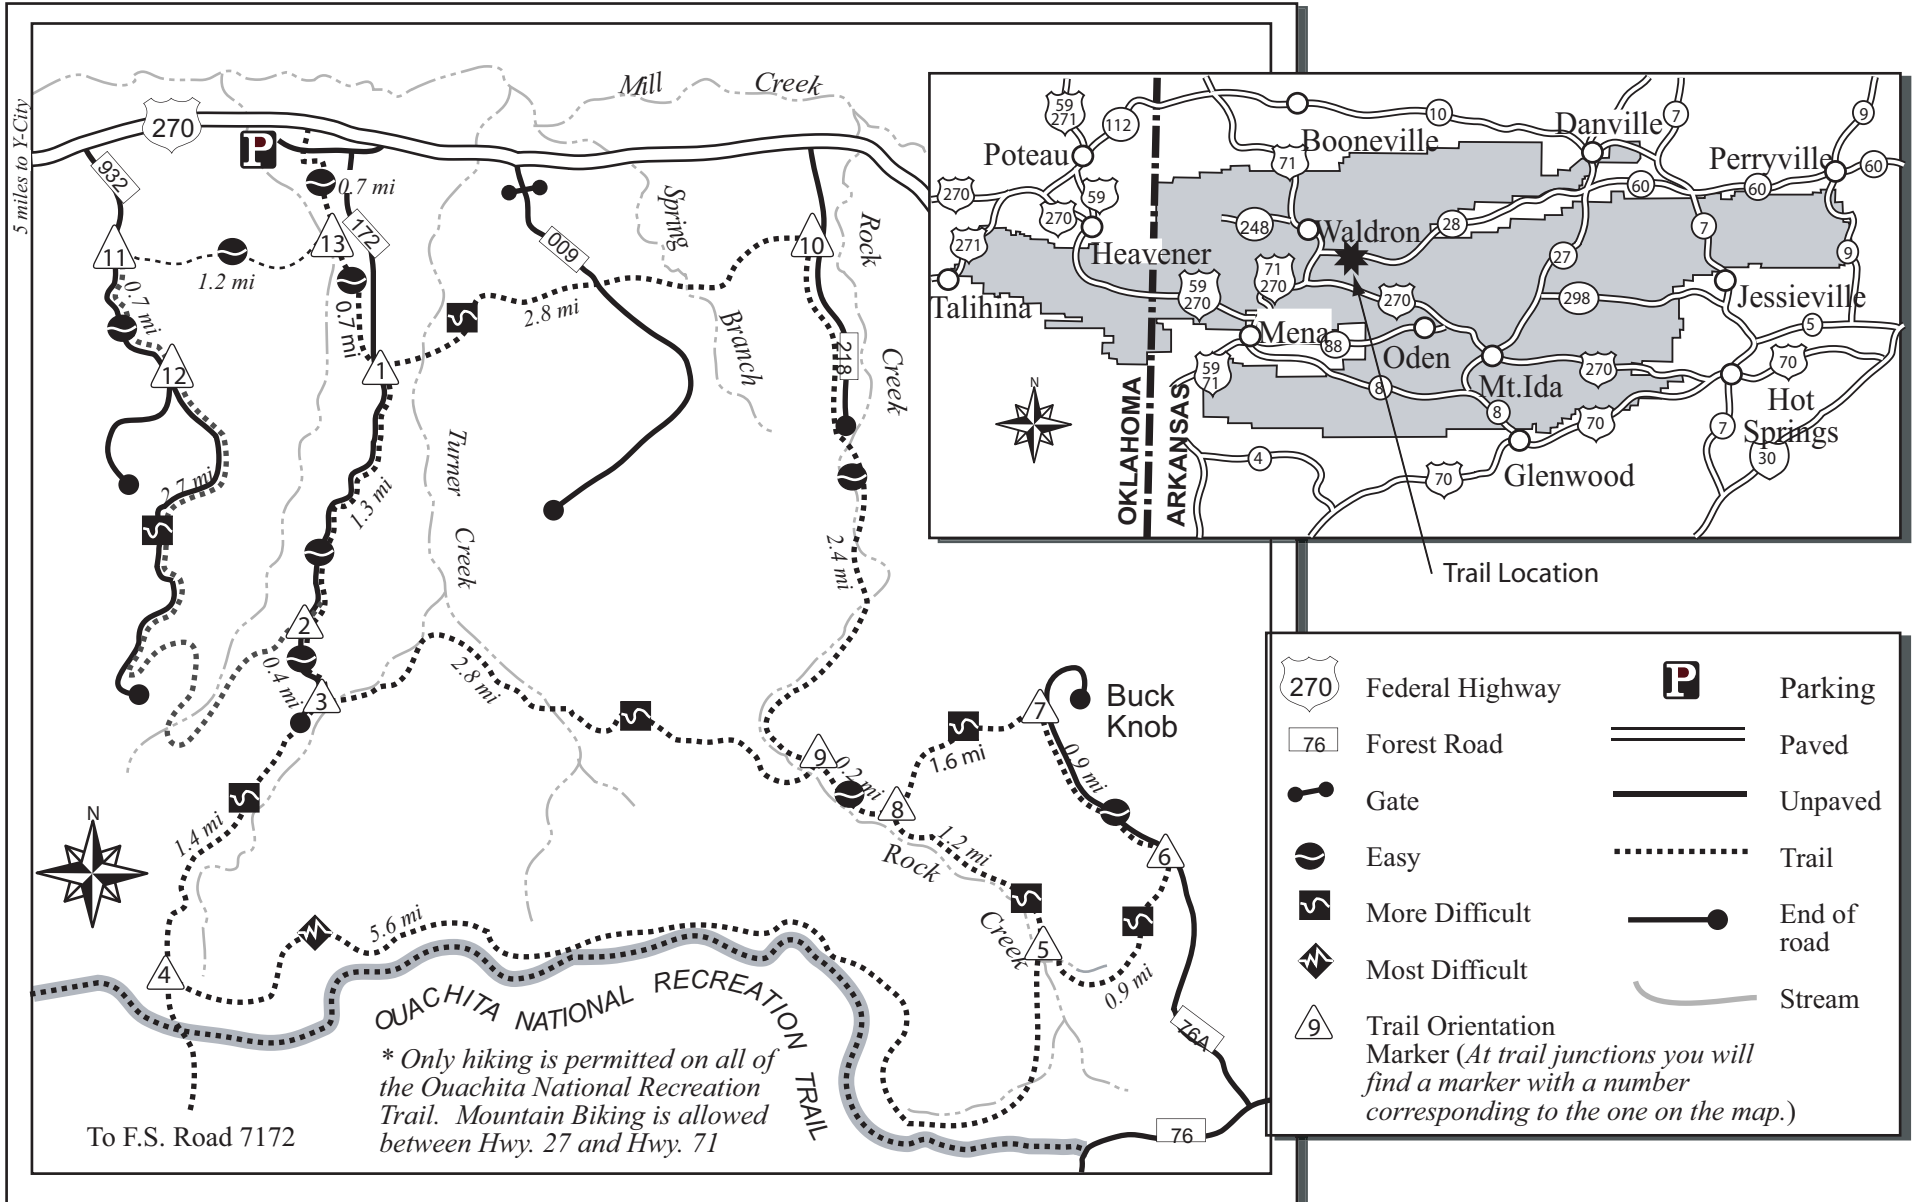 5 miles to Y-City
270
P
Mill Creek
932
0.7 mi
172
13
11
1.2 mi
0.7 mi
0.7 mi
12
1
2.7 mi
009
Spring
Branch
2.8 mi
10
Rock
Creek
218
1.3 mi
Turner
Creek
2.4 mi
2
0.4 mi
3
2.8 mi
1.4 mi
N
4
5.6 mi
9
0.2 mi
8
1.2 mi
Rock
Creek
5
1.6 mi
7
Buck
Knob
0.9 mi
6
0.9 mi
76A
76
OUACHITA NATIONAL RECREATION TRAIL
* Only hiking is permitted on all of
the Ouachita National Recreation
Trail. Mountain Biking is allowed
between Hwy. 27 and Hwy. 71
To F.S. Road 7172
59
271
112
10
Danville
7
9
Poteau
Booneville
71
Perryville
60
270
59
270
60
60
248
Waldron
28
7
271
Heavener
27
9
Talihina
59
270
71
270
270
298
Jessieville
Mena
88
Oden
5
59
71
8
Mt.Ida
270
70
N
8
Hot
Springs
70
7
30
4
70
Glenwood
OKLAHOMA
ARKANSAS
Trail Location
270
Federal Highway
76
Forest Road
Gate
Easy
More Difficult
Most Difficult
9
Trail Orientation
Marker (At trail junctions you will
find a marker with a number
corresponding to the one on the map.)
P
Parking
Paved
Unpaved
Trail
End of
road
Stream